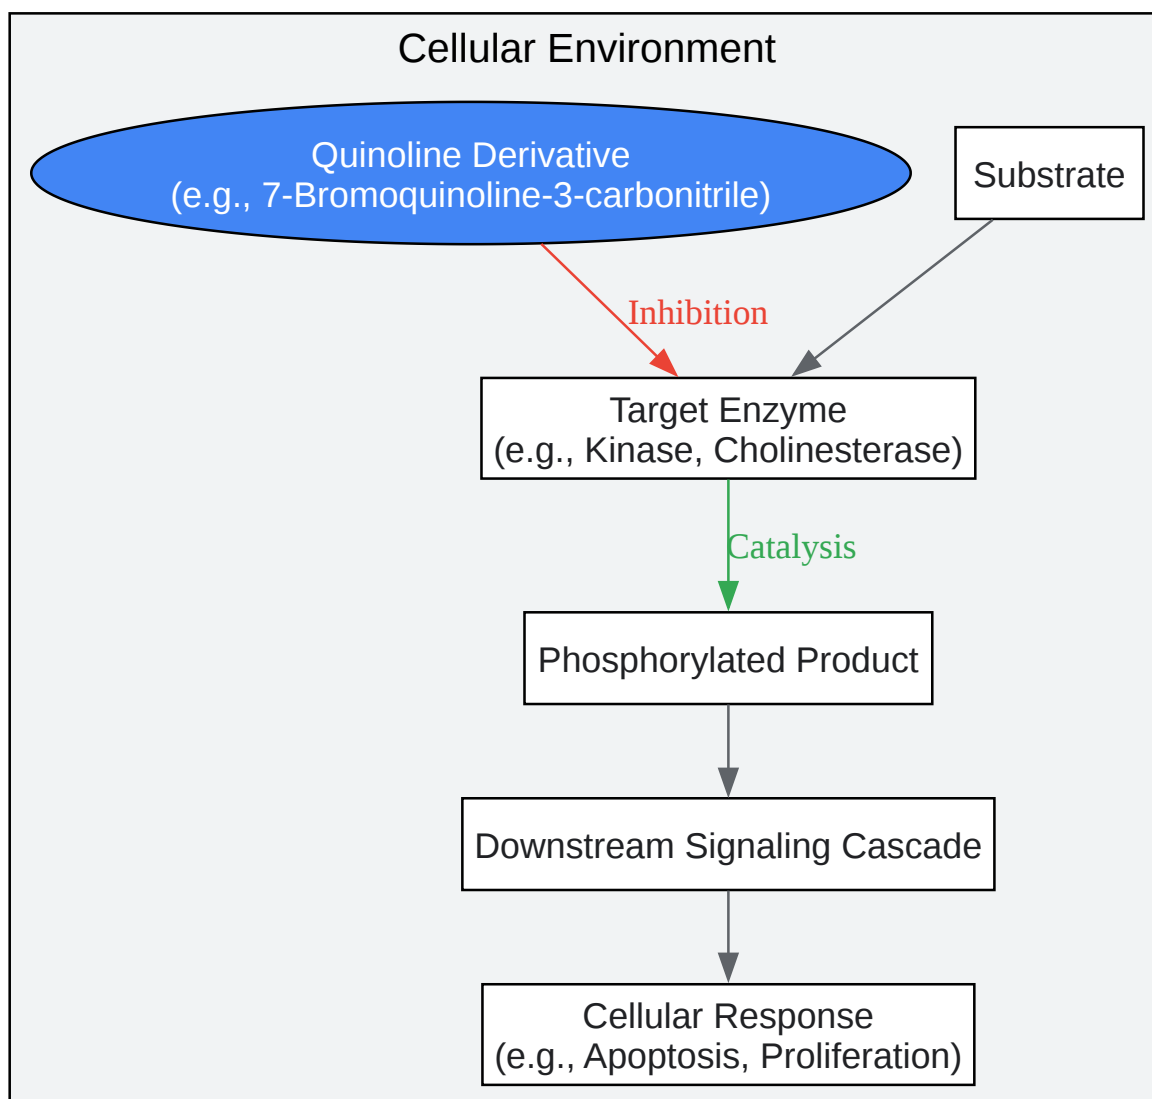 Cellular Environment
Quinoline Derivative
(e.g., 7-Bromoquinoline-3-carbonitrile)
Substrate
Inhibition
Target Enzyme
(e.g., Kinase, Cholinesterase)
Catalysis
Phosphorylated Product
Downstream Signaling Cascade
Cellular Response
(e.g., Apoptosis, Proliferation)